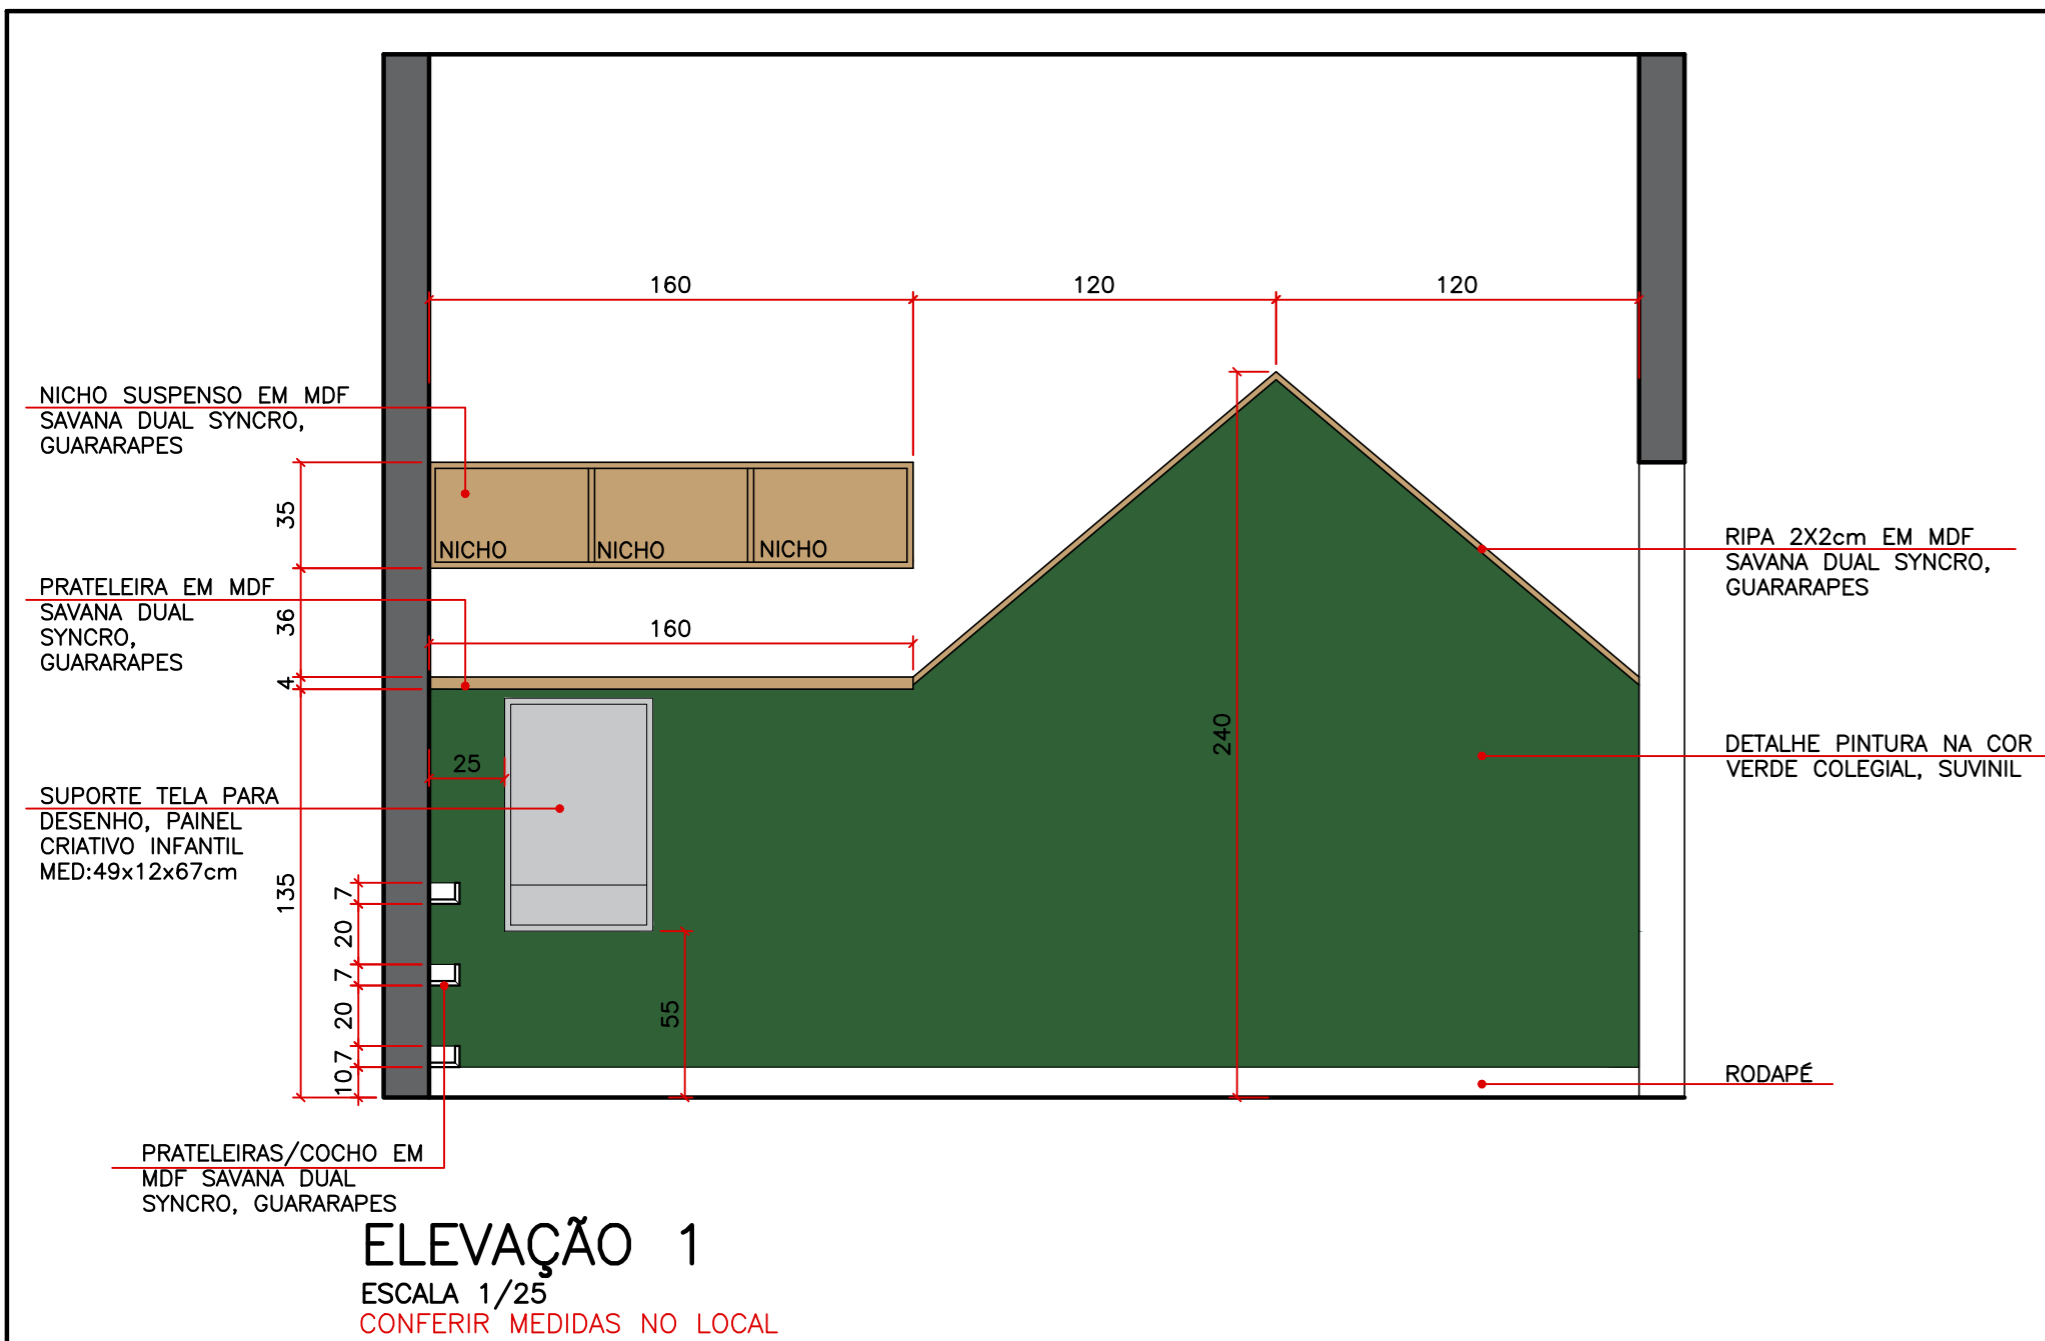 160
120
120
NICHO SUSPENSO EM MDF
SAVANA DUAL SYNCRO,
GUARARAPES
35
NICHO
NICHO
NICHO
RIPA 2X2cm EM MDF
SAVANA DUAL SYNCRO,
GUARARAPES
PRATELEIRA EM MDF
SAVANA DUAL
SYNCRO,
GUARARAPES
36
160
4
240
DETALHE PINTURA NA COR
VERDE COLEGIAL, SUVINIL
25
SUPORTE TELA PARA
DESENHO, PAINEL
CRIATIVO INFANTIL
MED:49x12x67cm
135
7
20
7
20
7
10
55
RODAPÉ
PRATELEIRAS/COCHO EM
MDF SAVANA DUAL
SYNCRO, GUARARAPES
ELEVAÇÃO 1
ESCALA 1/25
CONFERIR MEDIDAS NO LOCAL